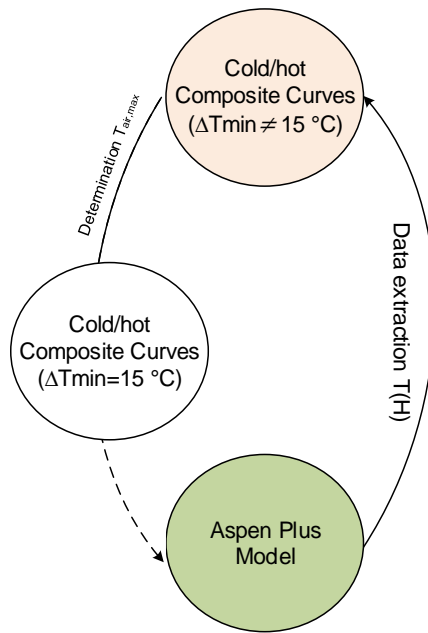 Cold/hot
Composite Curves
(ΔTmin ≠ 15 °C)
Determination Tair,max
Cold/hot
Composite Curves
(ΔTmin=15 °C)
Data extraction T(H)
Aspen Plus
Model